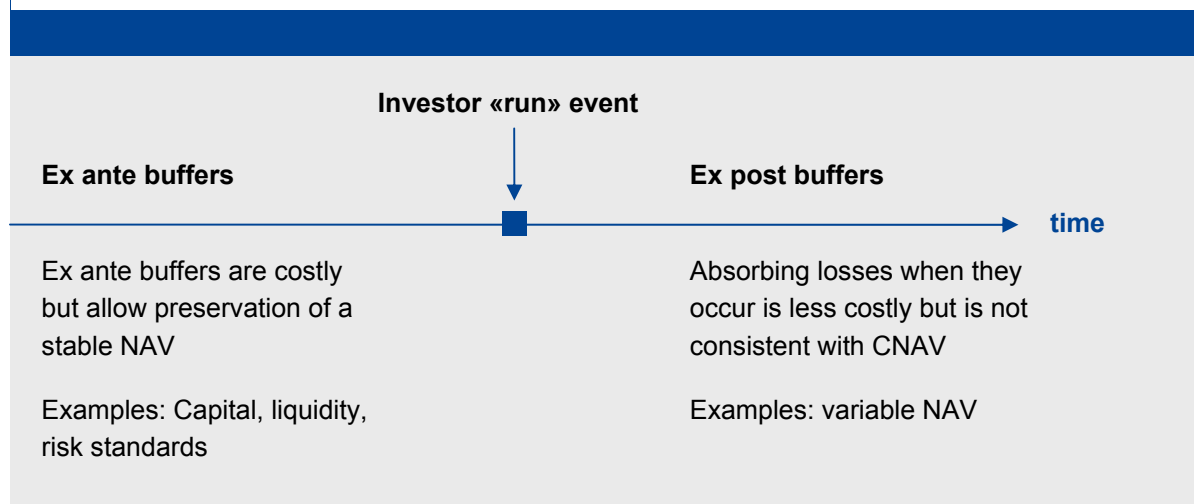 Investor «run» event
Ex ante buffers
Ex post buffers
time
Ex ante buffers are costly
but allow preservation of a
stable NAV
Examples: Capital, liquidity,
risk standards
Absorbing losses when they
occur is less costly but is not
consistent with CNAV
Examples: variable NAV